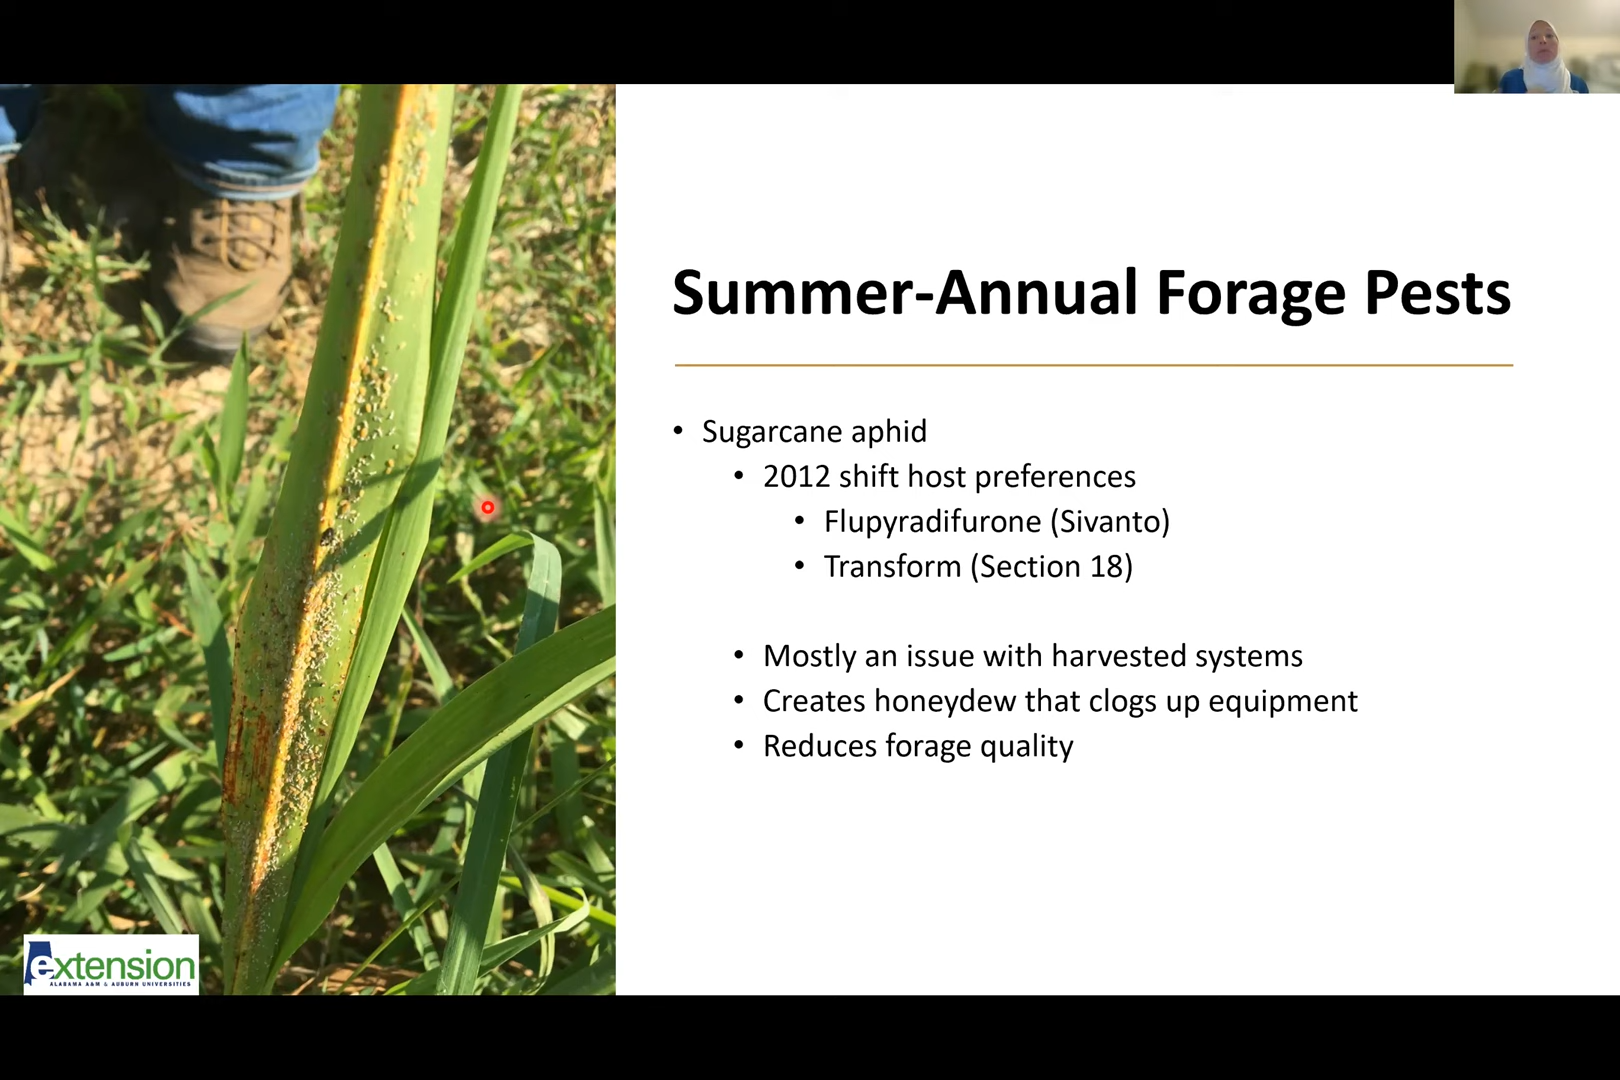 Summer-Annual Forage Pests
• Sugarcane aphid
• 2012 shift host preferences
• Flupyradifurone (Sivanto)
• Transform (Section 18)
• Mostly an issue with harvested systems
• Creates honeydew that clogs up equipment
• Reduces forage quality
extension
ALABAMA A&M & AUBURN UNIVERSITIES